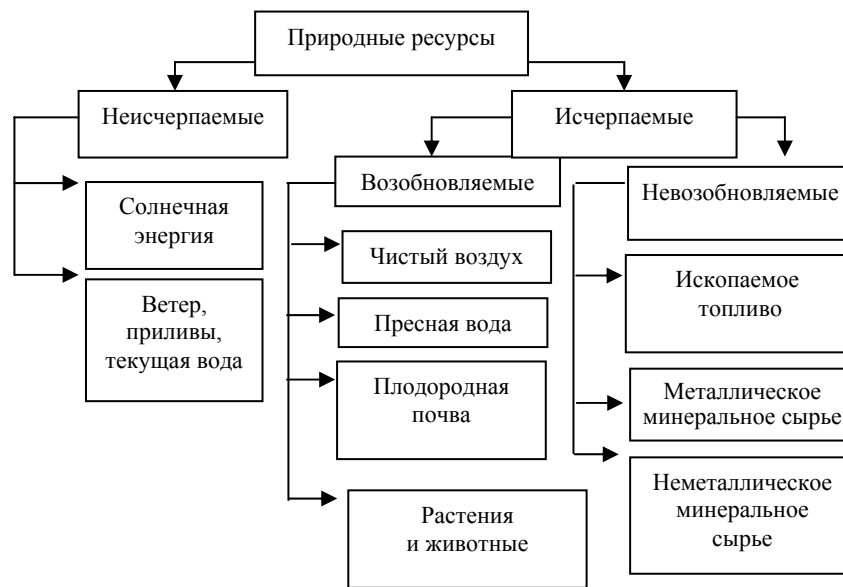 Природные ресурсы
Неисчерпаемые
Исчерпаемые
Возобновляемые
Невозобновляемые
Солнечная
энергия
Ветер,
приливы,
текущая вода
Чистый воздух
Пресная вода
Плодородная
почва
Растения
и животные
Ископаемое
топливо
Металлическое
минеральное сырье
Неметаллическое
минеральное
сырье